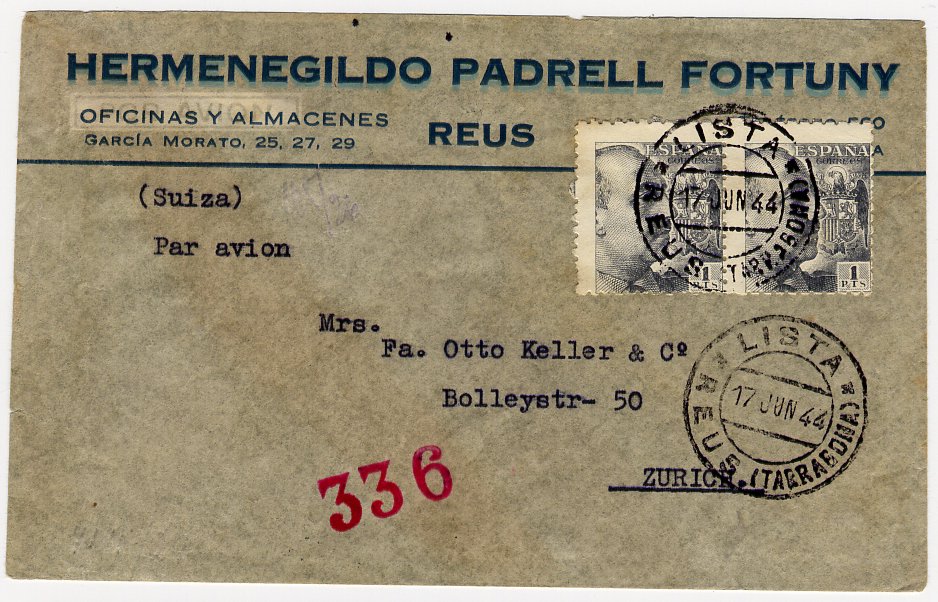 HERMENEGILDO PADRELL FORTUNY
OFICINAS Y ALMACENES
GARCÍA MORATO, 25, 27, 29
REUS
(Suiza)
Par avion
ESPAÑA
CORREOS
1
PTS
ESPAÑA
CORREOS
1
PTS
LISTA
REUS
(TARRAGONA)
17 JUN 44
Mrs.
Fa. Otto Keller & Cº
Bolleystr- 50
ZURICH.
LISTA
REUS
(TARRAGONA)
17 JUN 44
336